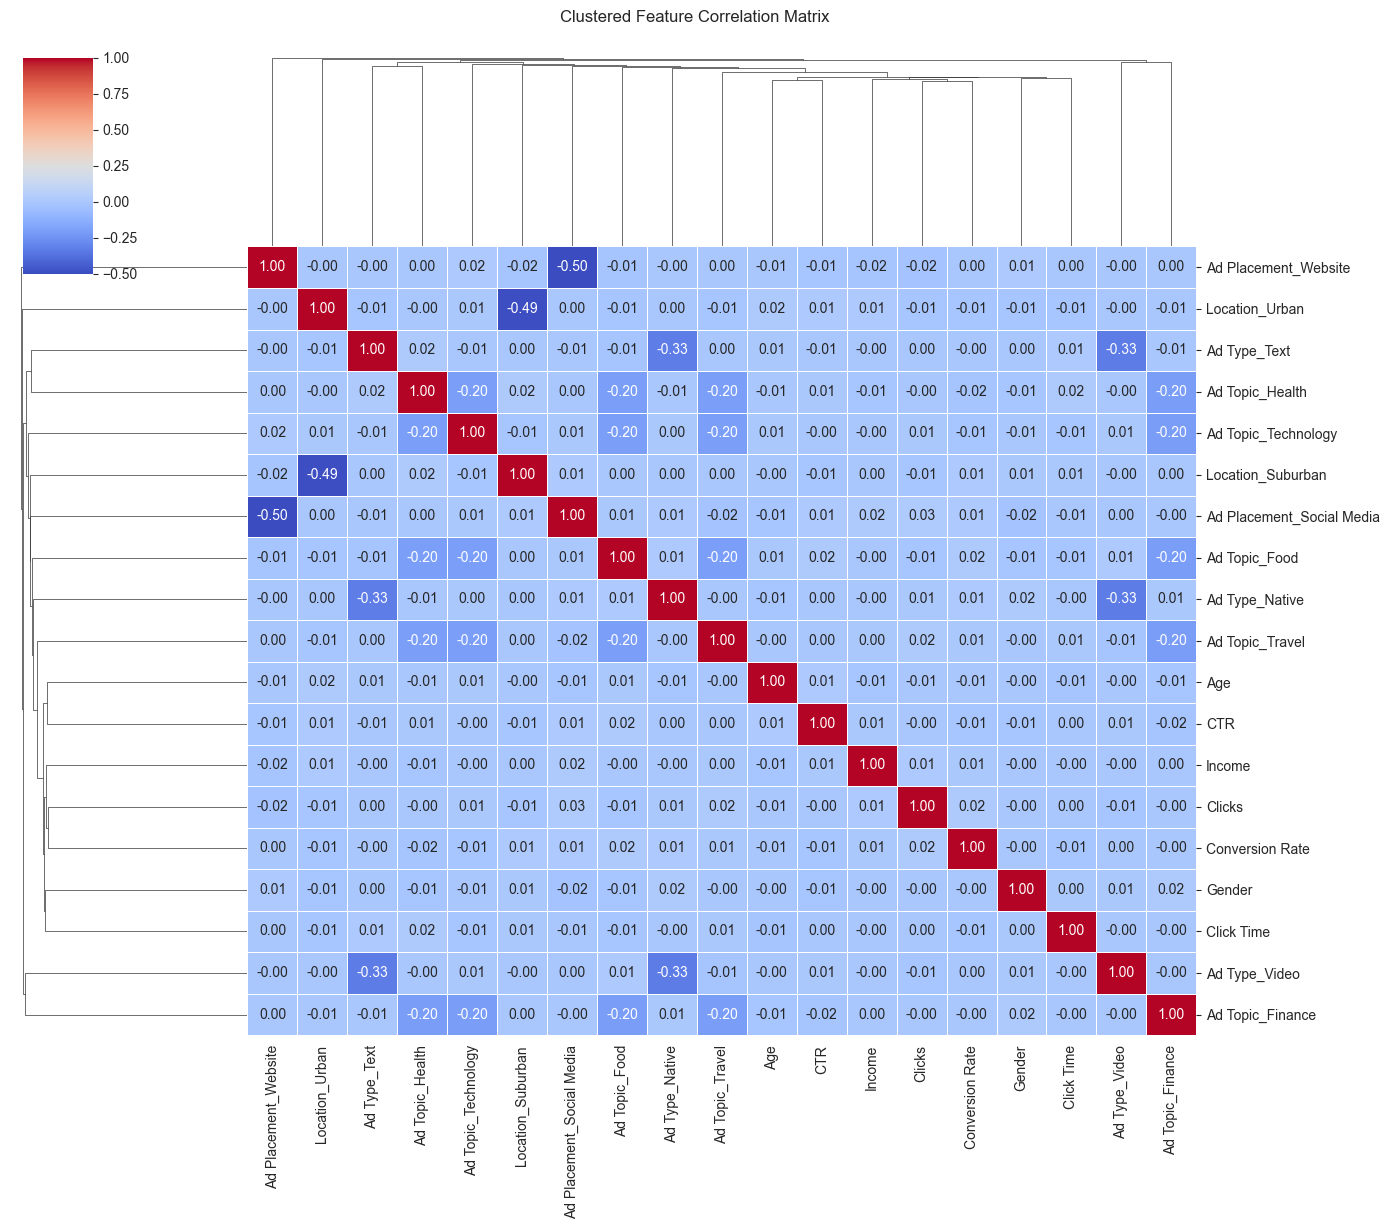 Clustered Feature Correlation Matrix
1.00
0.75
0.50
0.25
0.00
−0.25
−0.50
1.00 -0.00 -0.00 0.00 0.02 -0.02 -0.50 -0.01 -0.00 0.00 -0.01 -0.01 -0.02 -0.02 0.00 0.01 0.00 -0.00 0.00 Ad Placement_Website
-0.00 1.00 -0.01 -0.00 0.01 -0.49 0.00 -0.01 0.00 -0.01 0.02 0.01 0.01 -0.01 -0.01 -0.01 -0.01 -0.00 -0.01 Location_Urban
-0.00 -0.01 1.00 0.02 -0.01 0.00 -0.01 -0.01 -0.33 0.00 0.01 -0.01 -0.00 0.00 -0.00 0.00 0.01 -0.33 -0.01 Ad Type_Text
0.00 -0.00 0.02 1.00 -0.20 0.02 0.00 -0.20 -0.01 -0.20 -0.01 0.01 -0.01 -0.00 -0.02 -0.01 0.02 -0.00 -0.20 Ad Topic_Health
0.02 0.01 -0.01 -0.20 1.00 -0.01 0.01 -0.20 0.00 -0.20 0.01 -0.00 -0.00 0.01 -0.01 -0.01 -0.01 0.01 -0.20 Ad Topic_Technology
-0.02 -0.49 0.00 0.02 -0.01 1.00 0.01 0.00 0.00 0.00 -0.00 -0.01 0.00 -0.01 0.01 0.01 0.01 -0.00 0.00 Location_Suburban
-0.50 0.00 -0.01 0.00 0.01 0.01 1.00 0.01 0.01 -0.02 -0.01 0.01 0.02 0.03 0.01 -0.02 -0.01 0.00 -0.00 Ad Placement_Social Media
-0.01 -0.01 -0.01 -0.20 -0.20 0.00 0.01 1.00 0.01 -0.20 0.01 0.02 -0.00 -0.01 0.02 -0.01 -0.01 0.01 -0.20 Ad Topic_Food
-0.00 0.00 -0.33 -0.01 0.00 0.00 0.01 0.01 1.00 -0.00 -0.01 0.00 -0.00 0.01 0.01 0.02 -0.00 -0.33 0.01 Ad Type_Native
0.00 -0.01 0.00 -0.20 -0.20 0.00 -0.02 -0.20 -0.00 1.00 -0.00 0.00 0.00 0.02 0.01 -0.00 0.01 -0.01 -0.20 Ad Topic_Travel
-0.01 0.02 0.01 -0.01 0.01 -0.00 -0.01 0.01 -0.01 -0.00 1.00 0.01 -0.01 -0.01 -0.01 -0.00 -0.01 -0.00 -0.01 Age
-0.01 0.01 -0.01 0.01 -0.00 -0.01 0.01 0.02 0.00 0.00 0.01 1.00 0.01 -0.00 -0.01 -0.01 0.00 0.01 -0.02 CTR
-0.02 0.01 -0.00 -0.01 -0.00 0.00 0.02 -0.00 -0.00 0.00 -0.01 0.01 1.00 0.01 0.01 -0.00 -0.00 -0.00 0.00 Income
-0.02 -0.01 0.00 -0.00 0.01 -0.01 0.03 -0.01 0.01 0.02 -0.01 -0.00 0.01 1.00 0.02 -0.00 0.00 -0.01 -0.00 Clicks
0.00 -0.01 -0.00 -0.02 -0.01 0.01 0.01 0.02 0.01 0.01 -0.01 -0.01 0.01 0.02 1.00 -0.00 -0.01 0.00 -0.00 Conversion Rate
0.01 -0.01 0.00 -0.01 -0.01 0.01 -0.02 -0.01 0.02 -0.00 -0.00 -0.01 -0.00 -0.00 -0.00 1.00 0.00 0.01 0.02 Gender
0.00 -0.01 0.01 0.02 -0.01 0.01 -0.01 -0.01 -0.00 0.01 -0.01 0.00 -0.00 0.00 -0.01 0.00 1.00 -0.00 -0.00 Click Time
-0.00 -0.00 -0.33 -0.00 0.01 -0.00 0.00 0.01 -0.33 -0.01 -0.00 0.01 -0.00 -0.01 0.00 0.01 -0.00 1.00 -0.00 Ad Type_Video
0.00 -0.01 -0.01 -0.20 -0.20 0.00 -0.00 -0.20 0.01 -0.20 -0.01 -0.02 0.00 -0.00 -0.00 0.02 -0.00 -0.00 1.00 Ad Topic_Finance
Ad Placement_Website
Location_Urban
Ad Type_Text
Ad Topic_Health
Ad Topic_Technology
Location_Suburban
Ad Placement_Social Media
Ad Topic_Food
Ad Type_Native
Ad Topic_Travel
Age
CTR
Income
Clicks
Conversion Rate
Gender
Click Time
Ad Type_Video
Ad Topic_Finance